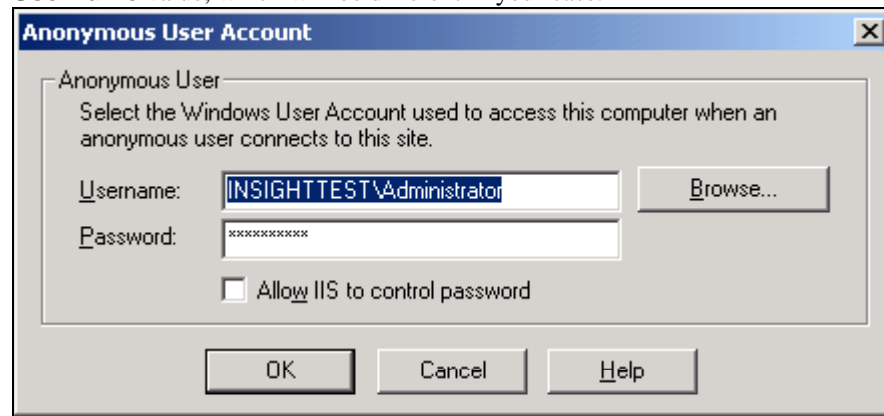 Anonymous User Account
Anonymous User
Select the Windows User Account used to access this computer when an
anonymous user connects to this site.
Username: INSIGHTTEST\Administrator Browse...
Password: **********
Allow IIS to control password
OK Cancel Help